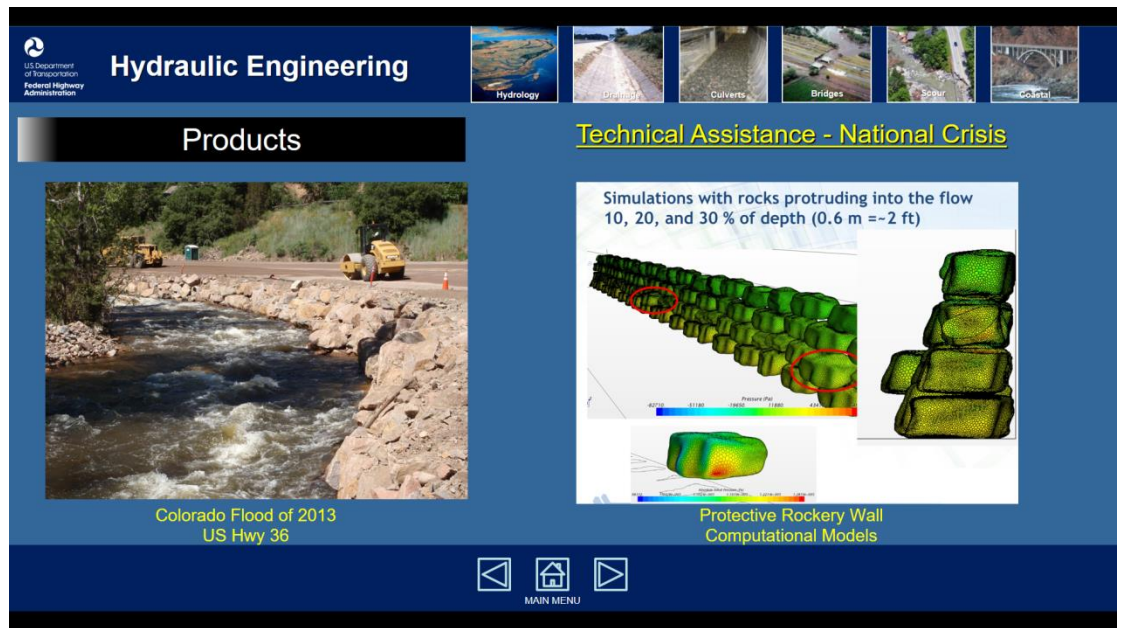 U.S. Department
of Transportation
Federal Highway
Administration
Hydraulic Engineering
Hydrology
Drainage
Culverts
Bridges
Scour
Coastal
Products
Technical Assistance - National Crisis
Simulations with rocks protruding into the flow
10, 20, and 30 % of depth (0.6 m =~2 ft)
Pressure (Pa)
Colorado Flood of 2013
US Hwy 36
Protective Rockery Wall
Computational Models
MAIN MENU